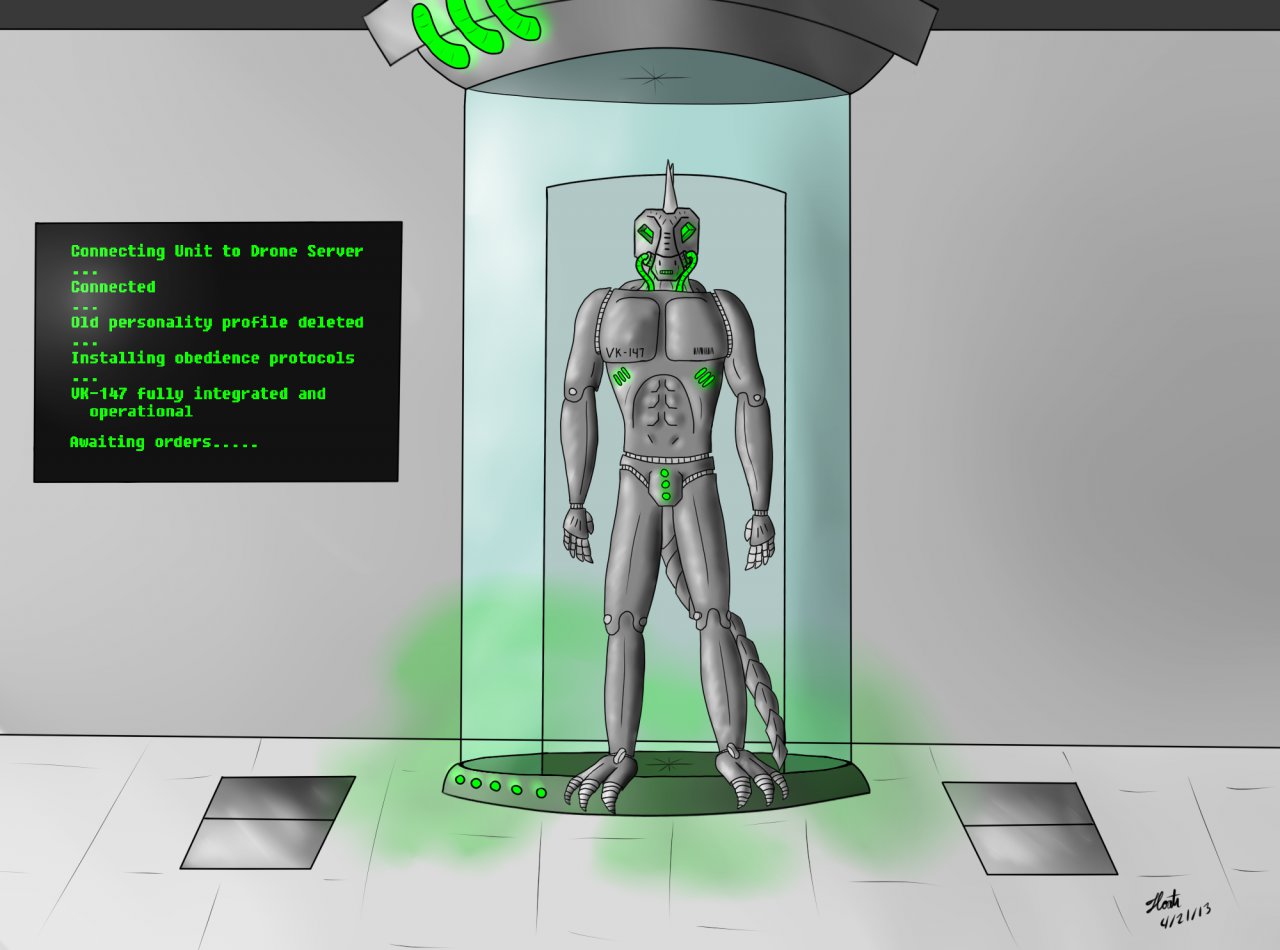 Connecting Unit to Drone Server
...
Connected
...
Old personality profile deleted
...
Installing obedience protocols
...
VK-147 fully integrated and
operational
Awaiting orders.....
VK-147
4/21/13